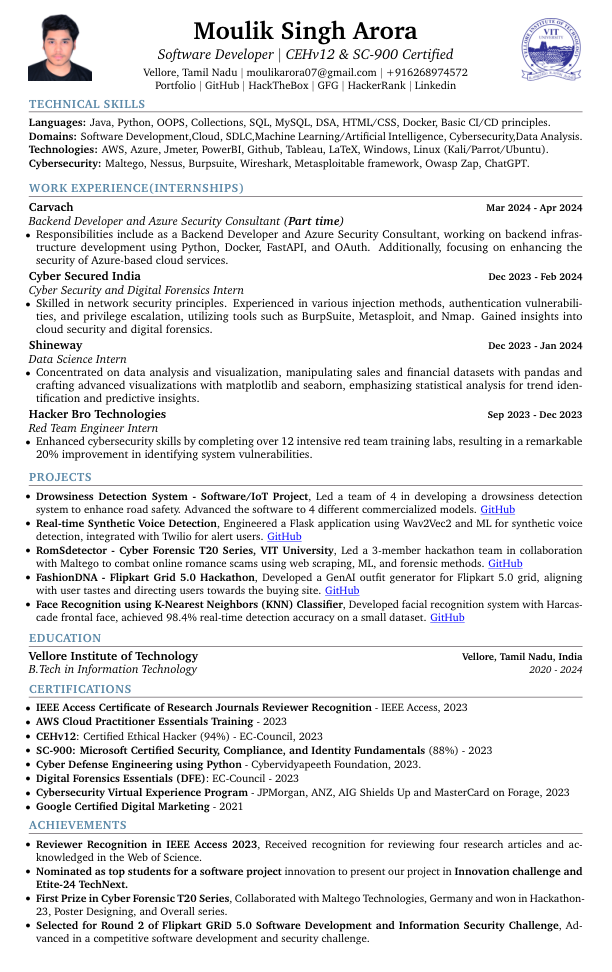 Moulik Singh Arora
Software Developer | CEHv12 & SC-900 Certified
Vellore, Tamil Nadu | moulikarora07@gmail.com | +916268974572
Portfolio | GitHub | HackTheBox | GFG | HackerRank | Linkedin
VELLORE INSTITUTE OF TECHNOLOGY
VIT
UNIVERSITY
TECHNICAL SKILLS
Languages: Java, Python, OOPS, Collections, SQL, MySQL, DSA, HTML/CSS, Docker, Basic CI/CD principles.
Domains: Software Development,Cloud, SDLC,Machine Learning/Artificial Intelligence, Cybersecurity,Data Analysis.
Technologies: AWS, Azure, Jmeter, PowerBI, Github, Tableau, LaTeX, Windows, Linux (Kali/Parrot/Ubuntu).
Cybersecurity: Maltego, Nessus, Burpsuite, Wireshark, Metasploitable framework, Owasp Zap, ChatGPT.
WORK EXPERIENCE(INTERNSHIPS)
Carvach Mar 2024 - Apr 2024
Backend Developer and Azure Security Consultant (Part time)
• Responsibilities include as a Backend Developer and Azure Security Consultant, working on backend infras-
tructure development using Python, Docker, FastAPI, and OAuth. Additionally, focusing on enhancing the
security of Azure-based cloud services.
Cyber Secured India Dec 2023 - Feb 2024
Cyber Security and Digital Forensics Intern
• Skilled in network security principles. Experienced in various injection methods, authentication vulnerabili-
ties, and privilege escalation, utilizing tools such as BurpSuite, Metasploit, and Nmap. Gained insights into
cloud security and digital forensics.
Shineway Dec 2023 - Jan 2024
Data Science Intern
• Concentrated on data analysis and visualization, manipulating sales and financial datasets with pandas and
crafting advanced visualizations with matplotlib and seaborn, emphasizing statistical analysis for trend iden-
tification and predictive insights.
Hacker Bro Technologies Sep 2023 - Dec 2023
Red Team Engineer Intern
• Enhanced cybersecurity skills by completing over 12 intensive red team training labs, resulting in a remarkable
20% improvement in identifying system vulnerabilities.
PROJECTS
• Drowsiness Detection System - Software/IoT Project, Led a team of 4 in developing a drowsiness detection
system to enhance road safety. Advanced the software to 4 different commercialized models. GitHub
• Real-time Synthetic Voice Detection, Engineered a Flask application using Wav2Vec2 and ML for synthetic voice
detection, integrated with Twilio for alert users. GitHub
• RomSdetector - Cyber Forensic T20 Series, VIT University, Led a 3-member hackathon team in collaboration
with Maltego to combat online romance scams using web scraping, ML, and forensic methods. GitHub
• FashionDNA - Flipkart Grid 5.0 Hackathon, Developed a GenAI outfit generator for Flipkart 5.0 grid, aligning
with user tastes and directing users towards the buying site. GitHub
• Face Recognition using K-Nearest Neighbors (KNN) Classifier, Developed facial recognition system with Harcas-
cade frontal face, achieved 98.4% real-time detection accuracy on a small dataset. GitHub
EDUCATION
Vellore Institute of Technology Vellore, Tamil Nadu, India
B.Tech in Information Technology 2020 - 2024
CERTIFICATIONS
• IEEE Access Certificate of Research Journals Reviewer Recognition - IEEE Access, 2023
• AWS Cloud Practitioner Essentials Training - 2023
• CEHv12: Certified Ethical Hacker (94%) - EC-Council, 2023
• SC-900: Microsoft Certified Security, Compliance, and Identity Fundamentals (88%) - 2023
• Cyber Defense Engineering using Python - Cybervidyapeeth Foundation, 2023.
• Digital Forensics Essentials (DFE): EC-Council - 2023
• Cybersecurity Virtual Experience Program - JPMorgan, ANZ, AIG Shields Up and MasterCard on Forage, 2023
• Google Certified Digital Marketing - 2021
ACHIEVEMENTS
• Reviewer Recognition in IEEE Access 2023, Received recognition for reviewing four research articles and ac-
knowledged in the Web of Science.
• Nominated as top students for a software project innovation to present our project in Innovation challenge and
Etite-24 TechNext.
• First Prize in Cyber Forensic T20 Series, Collaborated with Maltego Technologies, Germany and won in Hackathon-
23, Poster Designing, and Overall series.
• Selected for Round 2 of Flipkart GRiD 5.0 Software Development and Information Security Challenge, Ad-
vanced in a competitive software development and security challenge.